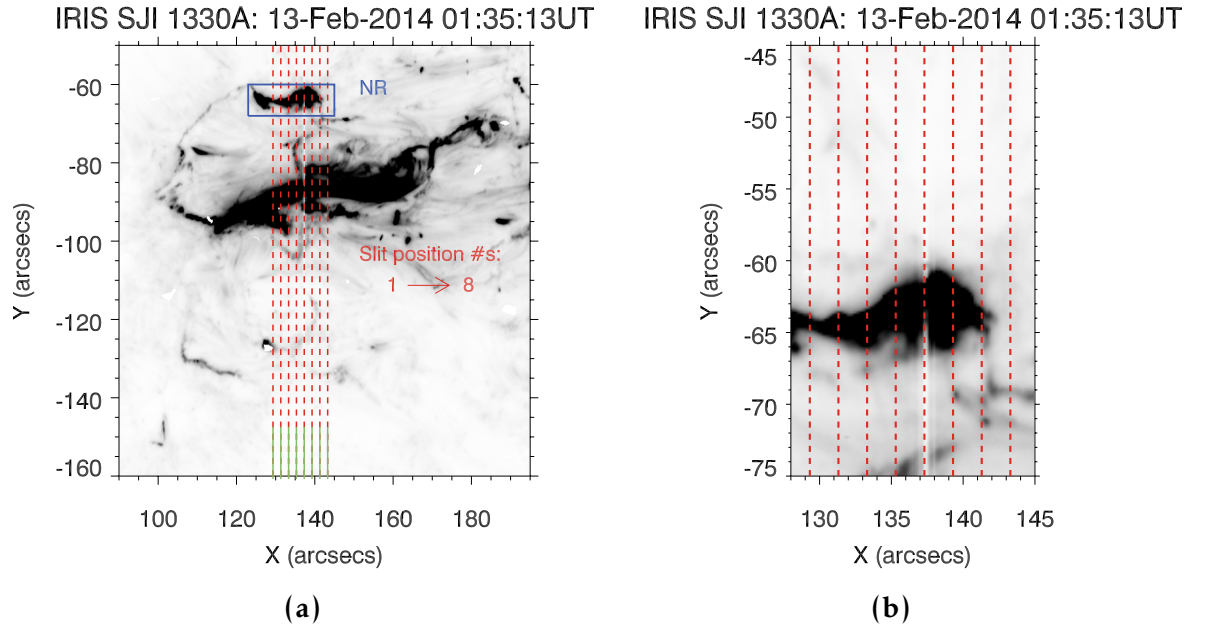 IRIS SJI 1330A: 13-Feb-2014 01:35:13UT
Y (arcsecs)
-60
-80
-100
-120
-140
-160
NR
Slit position #s:
1 → 8
100 120 140 160 180
X (arcsecs)
(a)
IRIS SJI 1330A: 13-Feb-2014 01:35:13UT
Y (arcsecs)
-45
-50
-55
-60
-65
-70
-75
130 135 140 145
X (arcsecs)
(b)